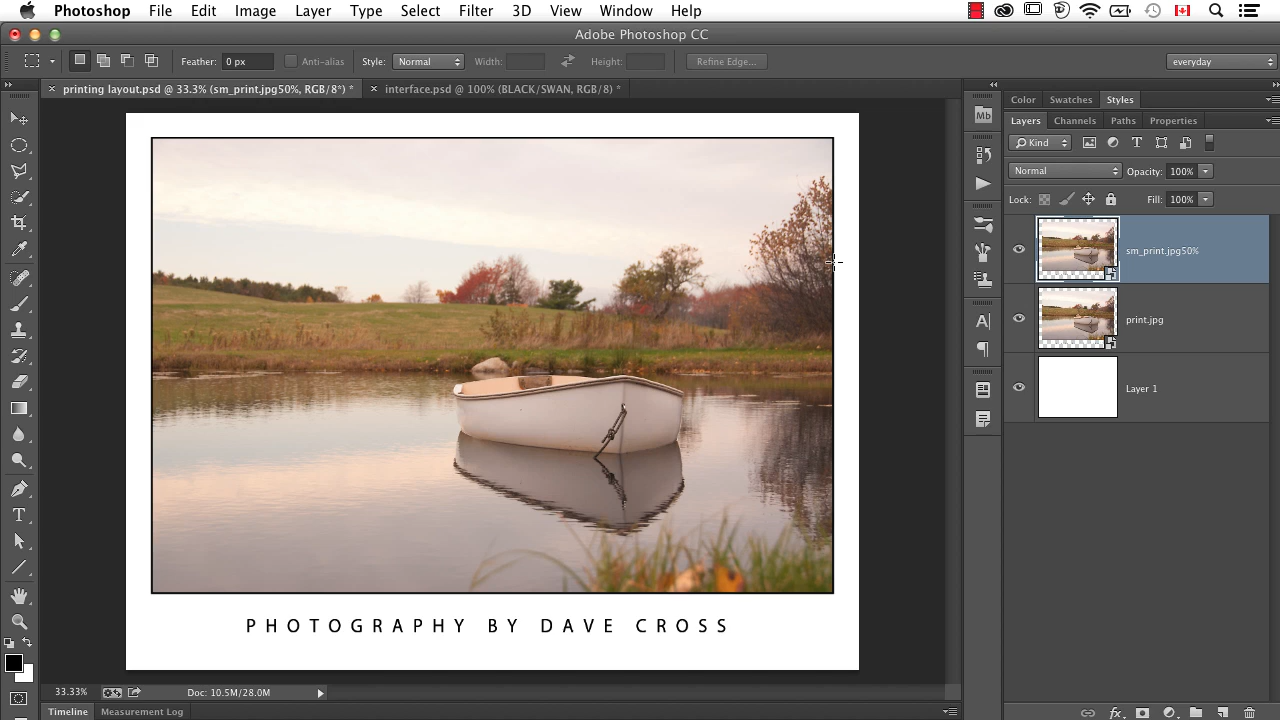 Photoshop File Edit Image Layer Type Select Filter 3D View Window Help
Adobe Photoshop CC
Feather: 0 px Anti-alias Style: Normal Width: Height: Refine Edge... everyday
printing layout.psd @ 33.3% (sm_print.jpg50%, RGB/8*) * interface.psd @ 100% (BLACK/SWAN, RGB/8) *
Color Swatches Styles
Layers Channels Paths Properties
Kind
Normal Opacity: 100%
Lock: Fill: 100%
sm_print.jpg50%
print.jpg
Layer 1
PHOTOGRAPHY BY DAVE CROSS
33.33% Doc: 10.5M/28.0M
Timeline Measurement Log
Mb
A
T
fx